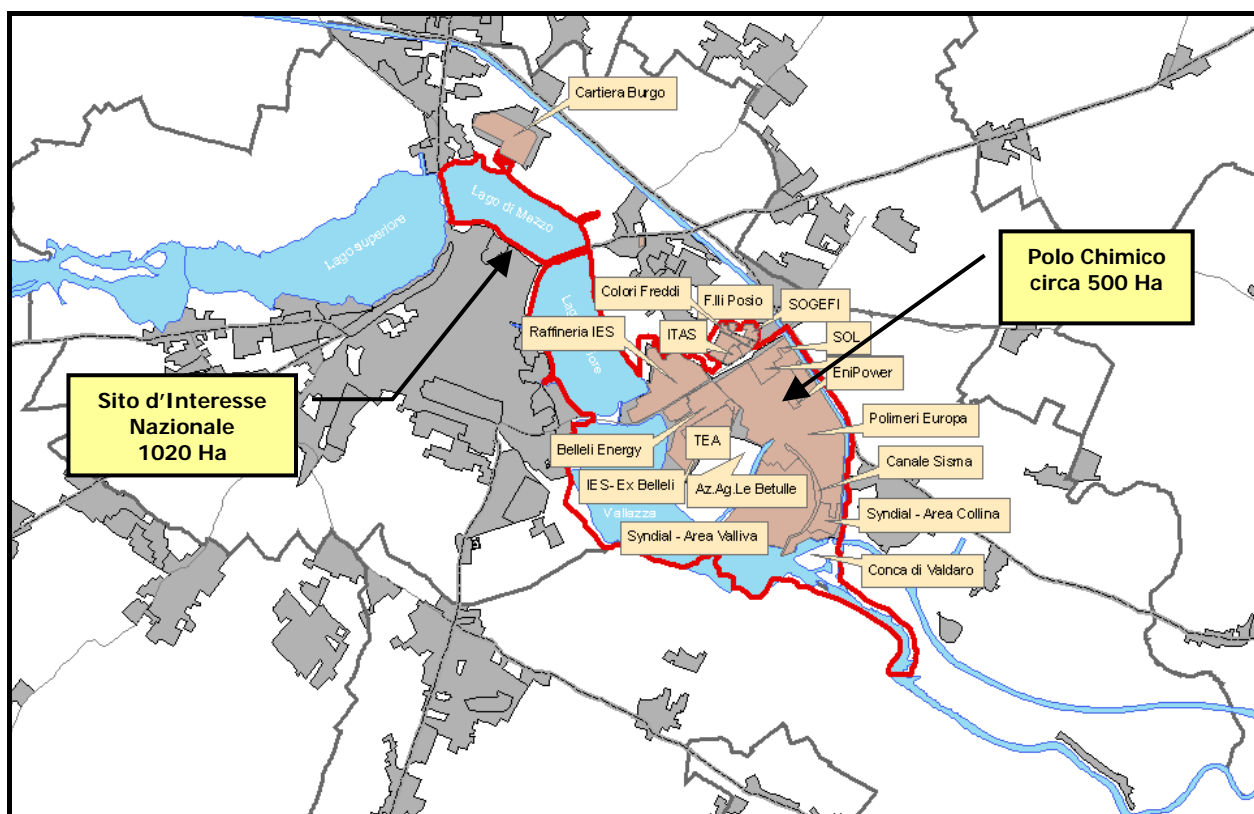 Cartiera Burgo
Lago di Mezzo
Lago superiore
Polo Chimico
circa 500 Ha
Colori Freddi
F.lli Posio
SOGEFI
Raffineria IES
ITAS
SOL
EniPower
Sito d'Interesse
Nazionale
1020 Ha
Polimeri Europa
Belleli Energy
TEA
Canale Sisma
IES- Ex Belleli
Az.Ag.Le Betulle
Vallazza
Syndial - Area Collina
Syndial - Area Valliva
Conca di Valdaro